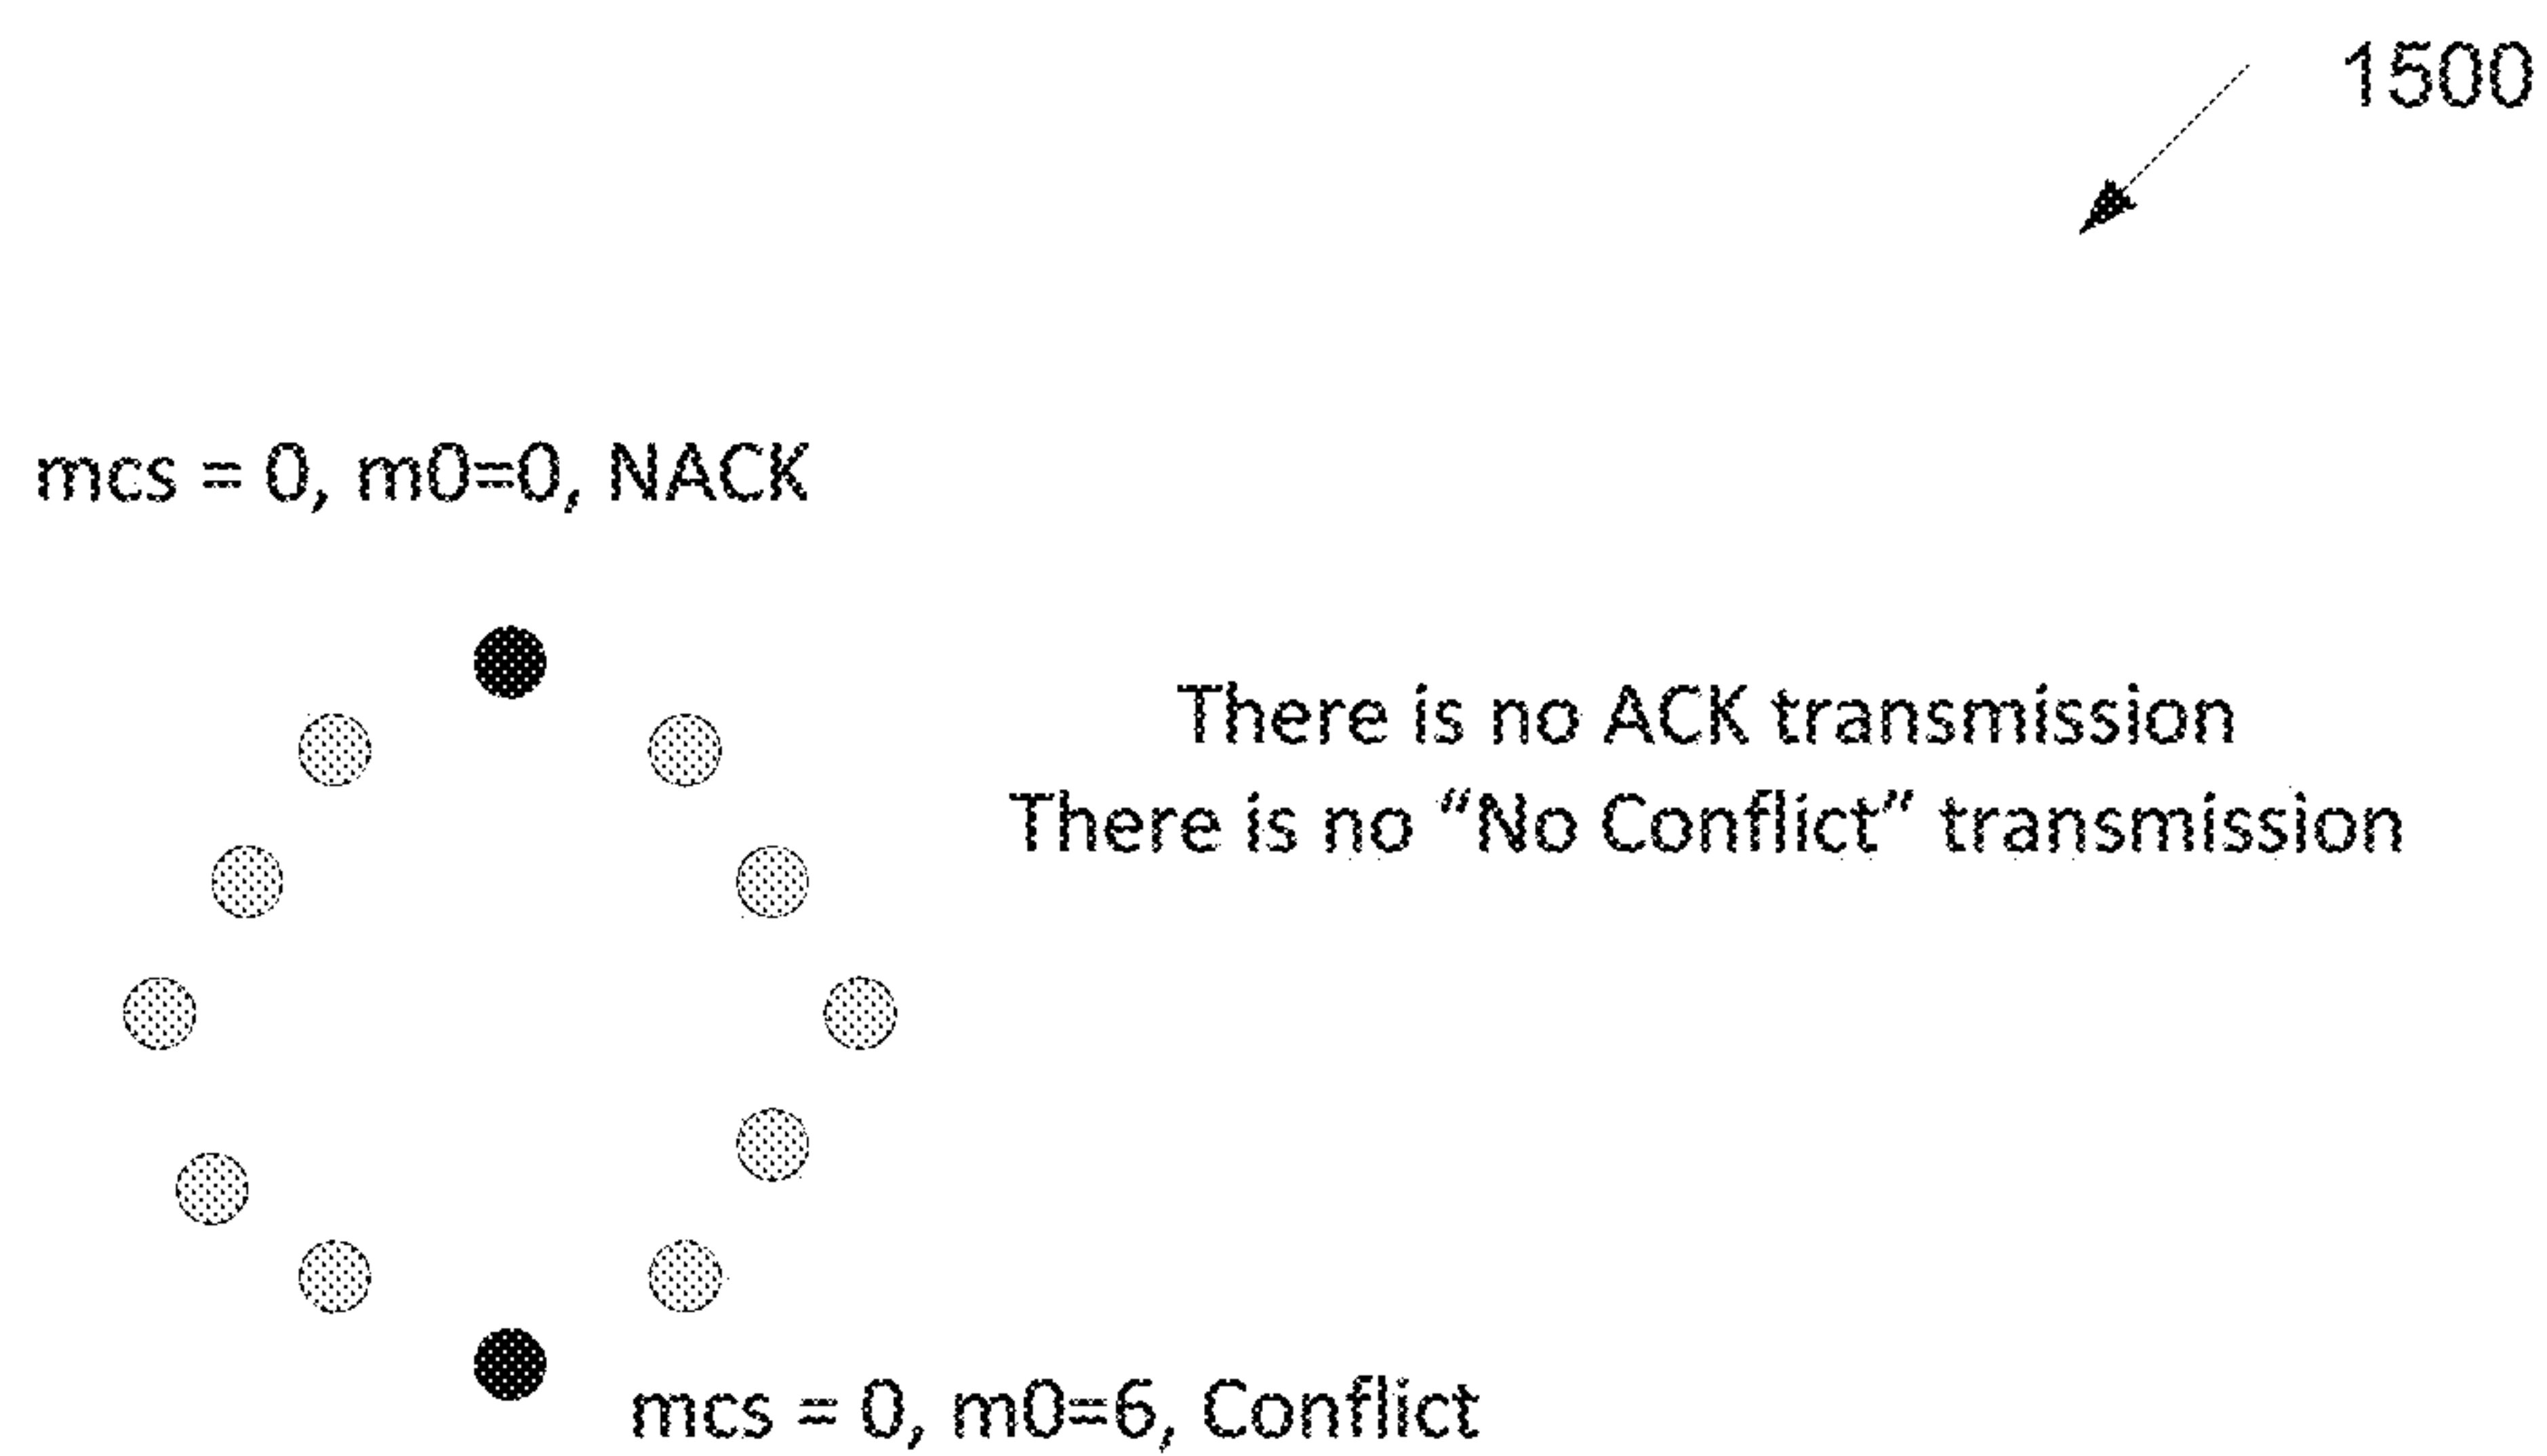 1500
mcs = 0, m0=0, NACK
There is no ACK transmission
There is no “No Conflict” transmission
mcs = 0, m0=6, Conflict